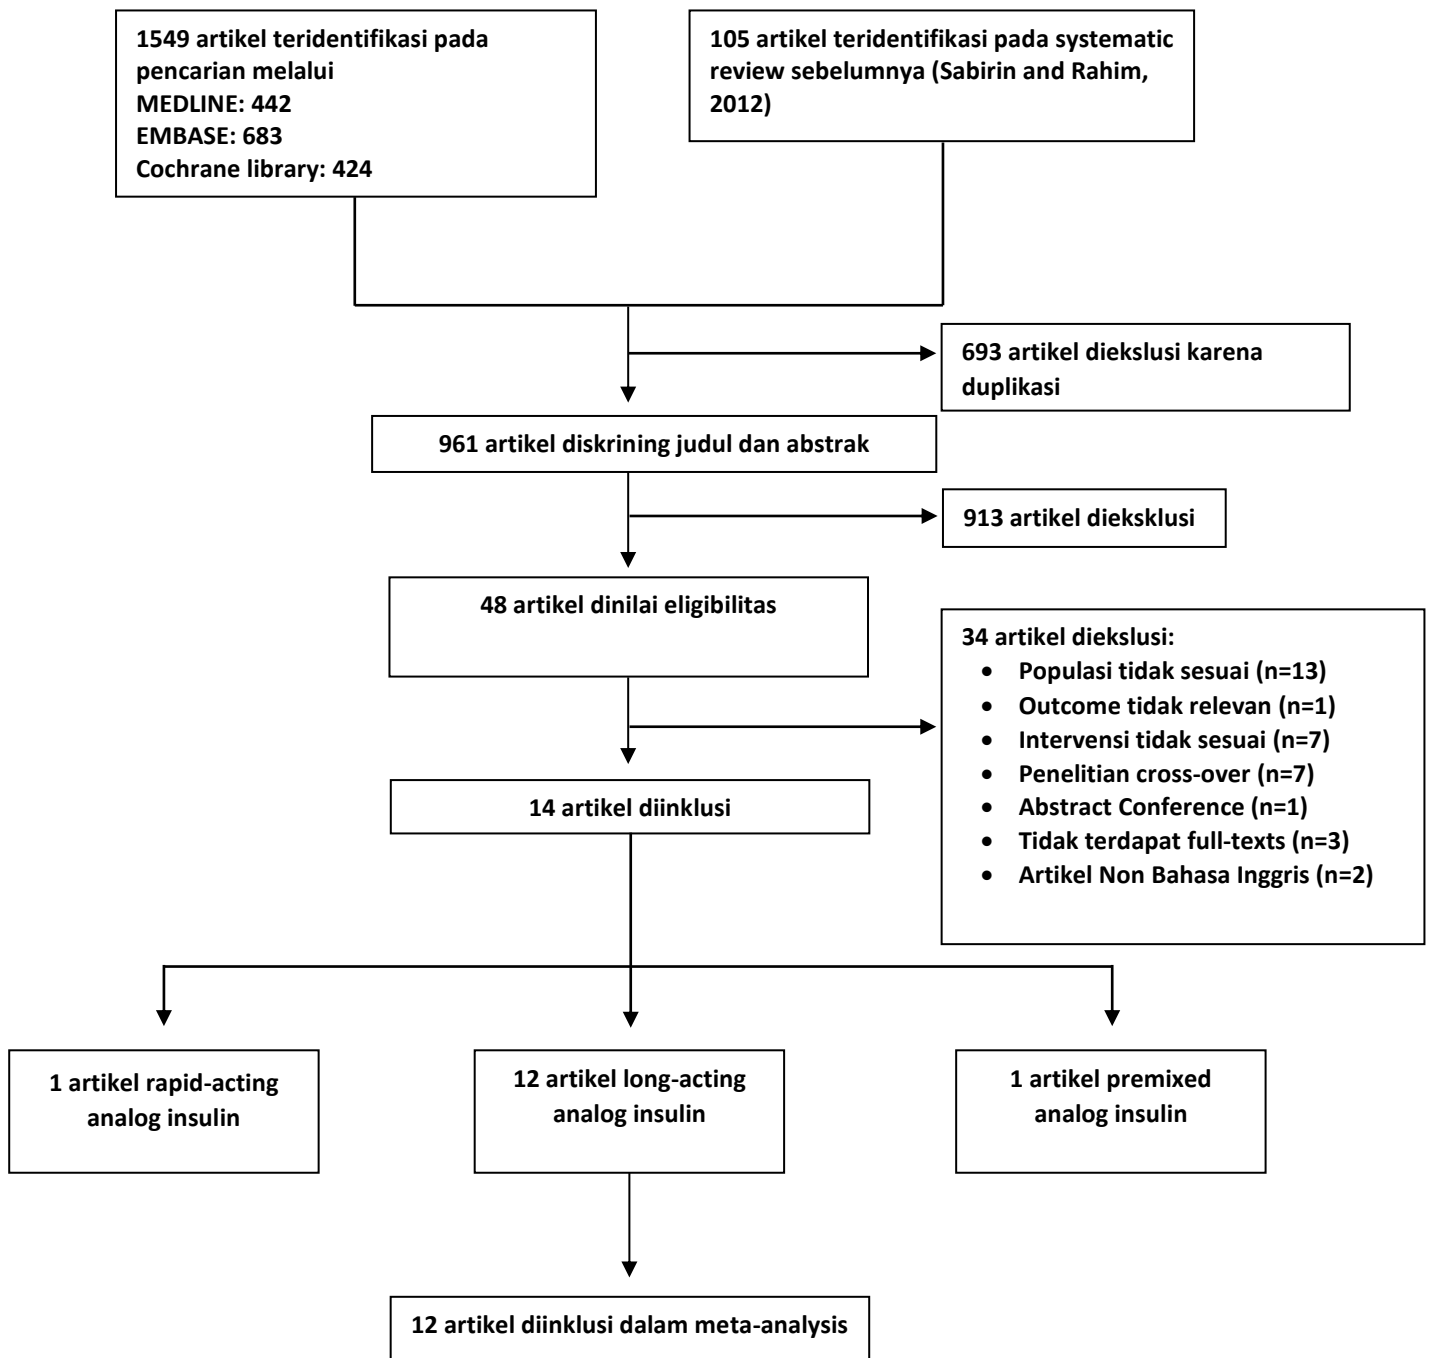 1549 artikel teridentifikasi pada
pencarian melalui
MEDLINE: 442
EMBASE: 683
Cochrane library: 424
105 artikel teridentifikasi pada systematic
review sebelumnya (Sabirin and Rahim,
2012)
693 artikel diekslusi karena
duplikasi
961 artikel diskrining judul dan abstrak
913 artikel dieksklusi
48 artikel dinilai eligibilitas
34 artikel diekslusi:
• Populasi tidak sesuai (n=13)
• Outcome tidak relevan (n=1)
• Intervensi tidak sesuai (n=7)
• Penelitian cross-over (n=7)
• Abstract Conference (n=1)
• Tidak terdapat full-texts (n=3)
• Artikel Non Bahasa Inggris (n=2)
14 artikel diinklusi
1 artikel rapid-acting
analog insulin
12 artikel long-acting
analog insulin
1 artikel premixed
analog insulin
12 artikel diinklusi dalam meta-analysis